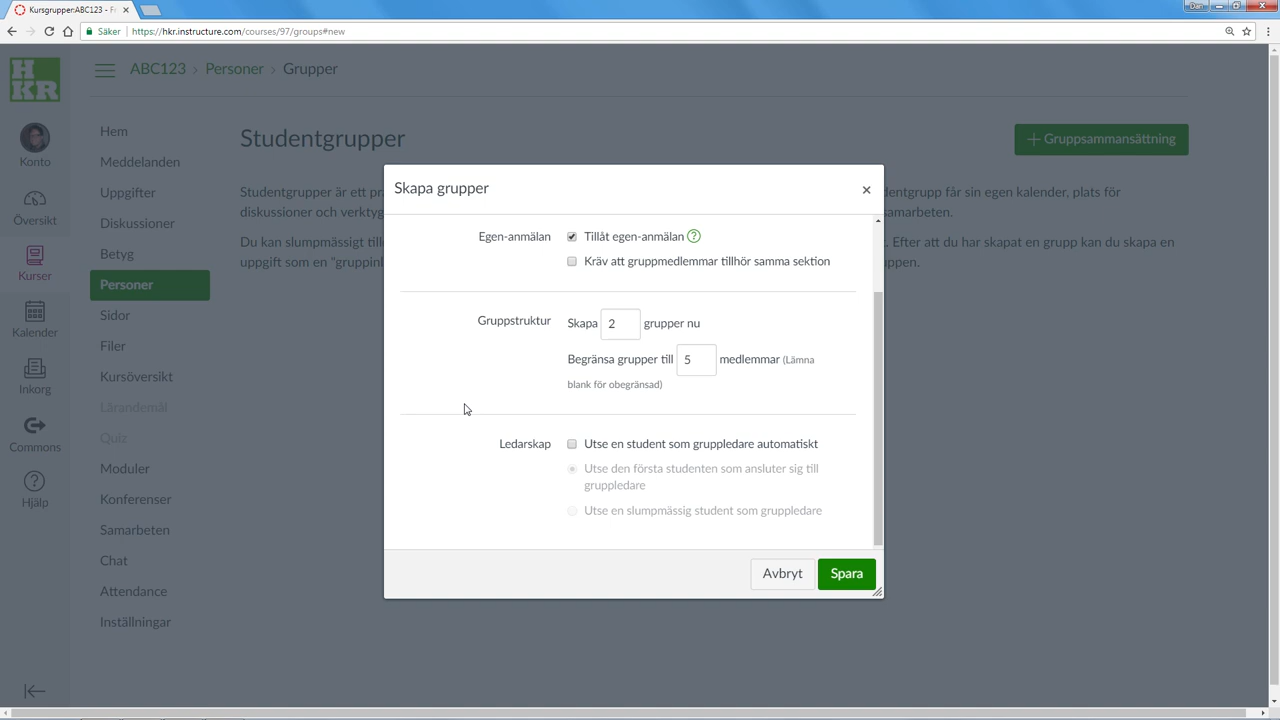 Kursgrupper: ABC123 - F
Dan
Säker
https://hkr.instructure.com/courses/97/groups#new
H
KR
ABC123 › Personer › Grupper
Konto
Översikt
Kurser
Kalender
Inkorg
Commons
Hjälp
Hem
Meddelanden
Uppgifter
Diskussioner
Betyg
Personer
Sidor
Filer
Kursöversikt
Lärandemål
Quiz
Moduler
Konferenser
Samarbeten
Chat
Attendance
Inställningar
Studentgrupper
+ Gruppsammansättning
Studentgrupper är ett pr
dentgrupp får sin egen kalender, plats för
diskussioner och verktyg
amarbeten.
Du kan slumpmässigt till
Efter att du har skapat en grupp kan du skapa en
uppgift som en "gruppinl
ppen.
Skapa grupper
×
Egen-anmälan
Tillåt egen-anmälan ?
Kräv att gruppmedlemmar tillhör samma sektion
Gruppstruktur
Skapa 2 grupper nu
Begränsa grupper till 5 medlemmar (Lämna
blank för obegränsad)
Ledarskap
Utse en student som gruppledare automatiskt
Utse den första studenten som ansluter sig till
gruppledare
Utse en slumpmässig student som gruppledare
Avbryt
Spara